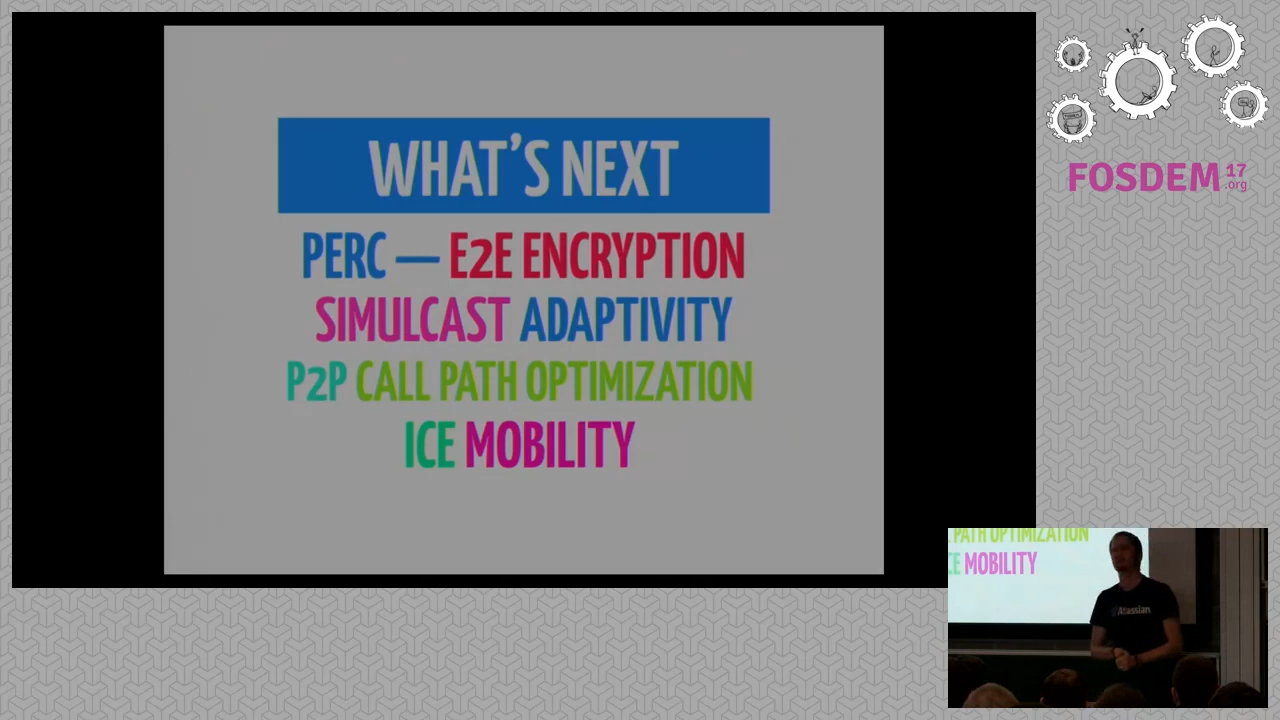 WHAT'S NEXT
PERC — E2E ENCRYPTION
SIMULCAST ADAPTIVITY
P2P CALL PATH OPTIMIZATION
ICE MOBILITY
FOSDEM 17
.org
PATH OPTIMIZATION
CE MOBILITY
Atlassian